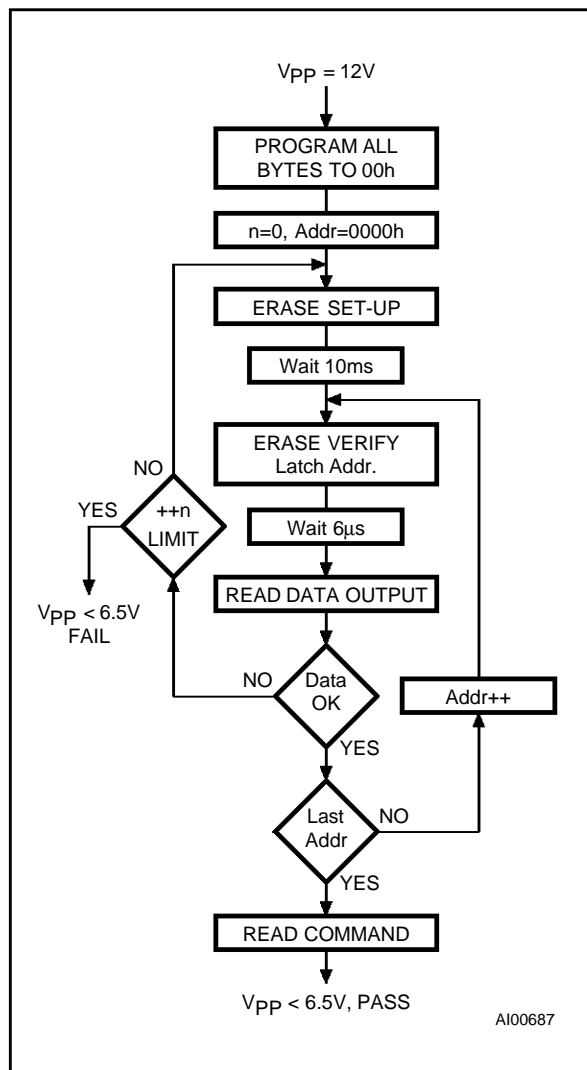 VPP = 12V
PROGRAM ALL
BYTES TO 00h
n=0, Addr=0000h
ERASE SET-UP
Wait 10ms
ERASE VERIFY
Latch Addr.
NO
YES
++n
LIMIT
Wait 6µs
VPP < 6.5V
FAIL
READ DATA OUTPUT
NO
Data
OK
Addr++
YES
Last
Addr
NO
YES
READ COMMAND
VPP < 6.5V, PASS
AI00687